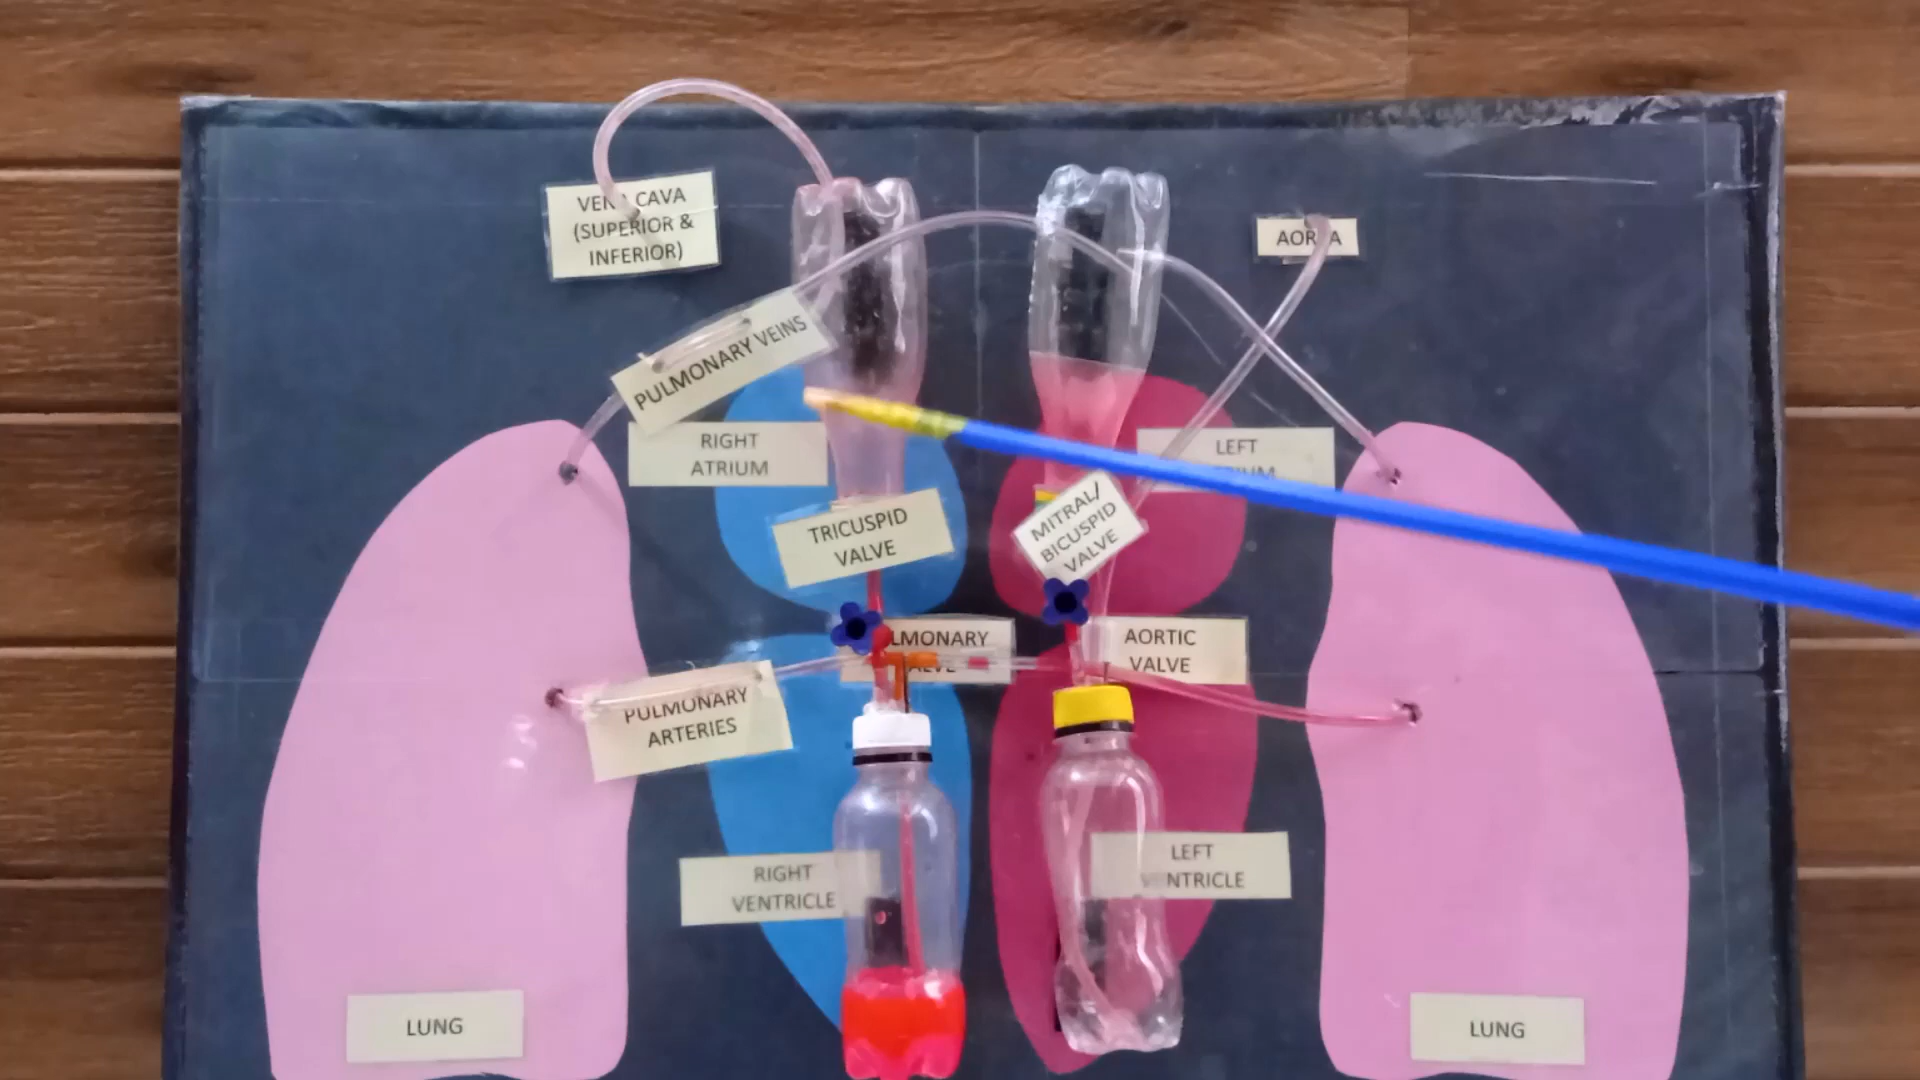 CAVA
(SUPERIOR &
INFERIOR)
PULMONARY VEINS
RIGHT
ATRIUM
LEFT
TRICUSPID
VALVE
MITRAL/
BICUSPID
VALVE
AORTIC
VALVE
PULMONARY
ARTERIES
RIGHT
VENTRICLE
LEFT
VENTRICLE
LUNG
LUNG